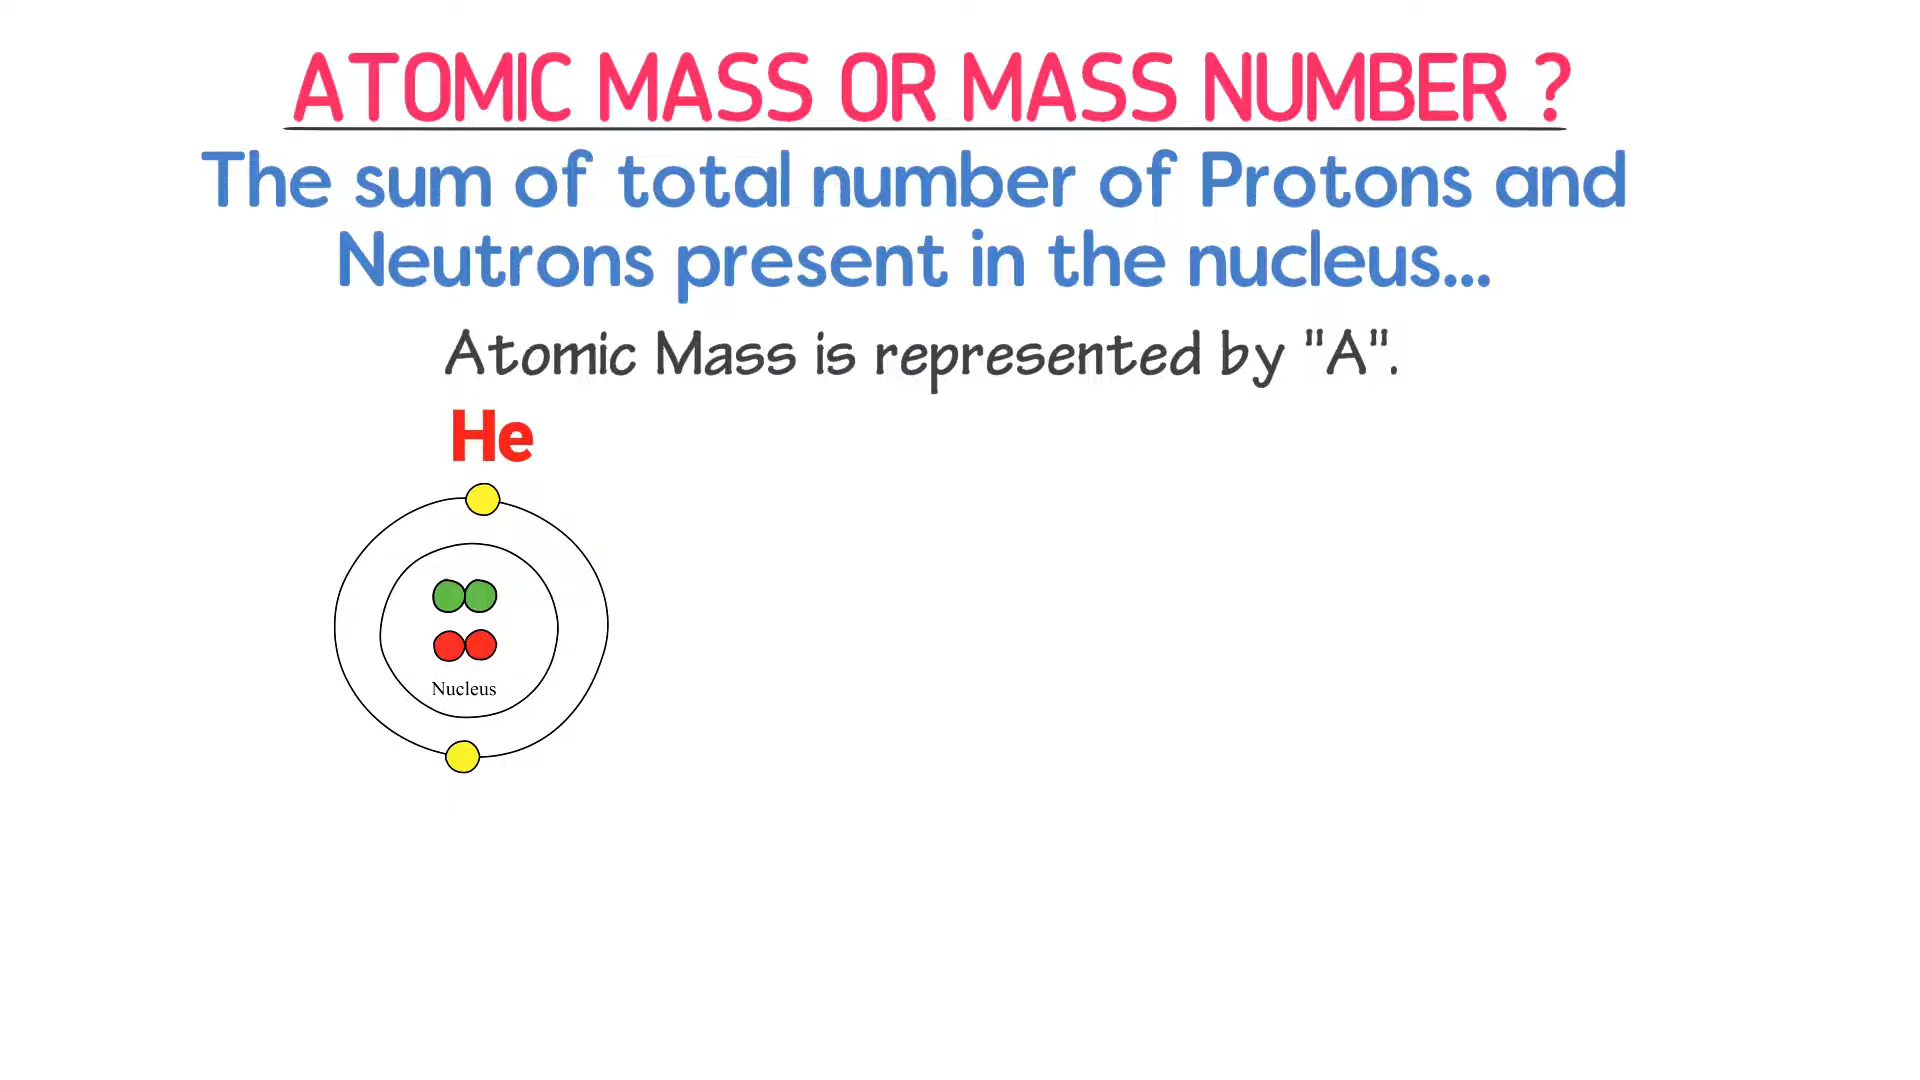 ATOMIC MASS OR MASS NUMBER ?
The sum of total number of Protons and
Neutrons present in the nucleus...
Atomic Mass is represented by "A".
He
Nucleus